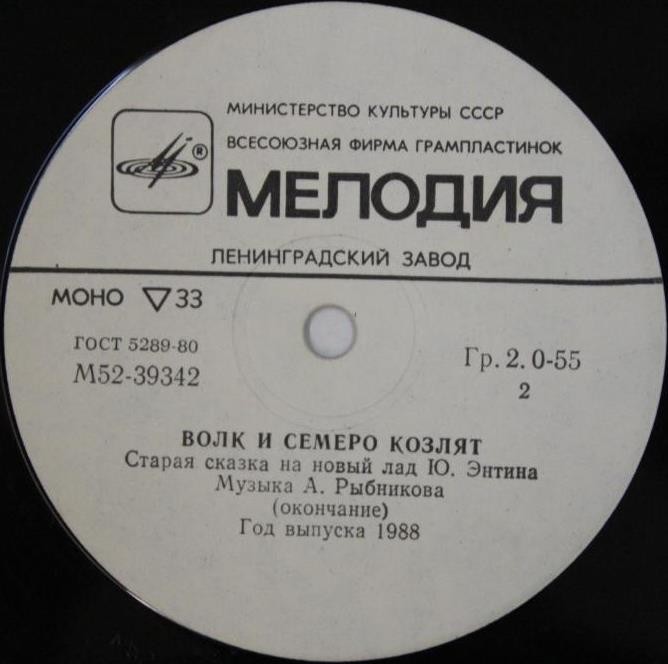 МИНИСТЕРСТВО КУЛЬТУРЫ СССР
ВСЕСОЮЗНАЯ ФИРМА ГРАМПЛАСТИНОК
®
МЕЛОДИЯ
ЛЕНИНГРАДСКИЙ ЗАВОД
МОНО ▽ 33
ГОСТ 5289-80
М52-39342
Гр. 2. 0-55
2
ВОЛК И СЕМЕРО КОЗЛЯТ
Старая сказка на новый лад Ю. Энтина
Музыка А. Рыбникова
(окончание)
Год выпуска 1988